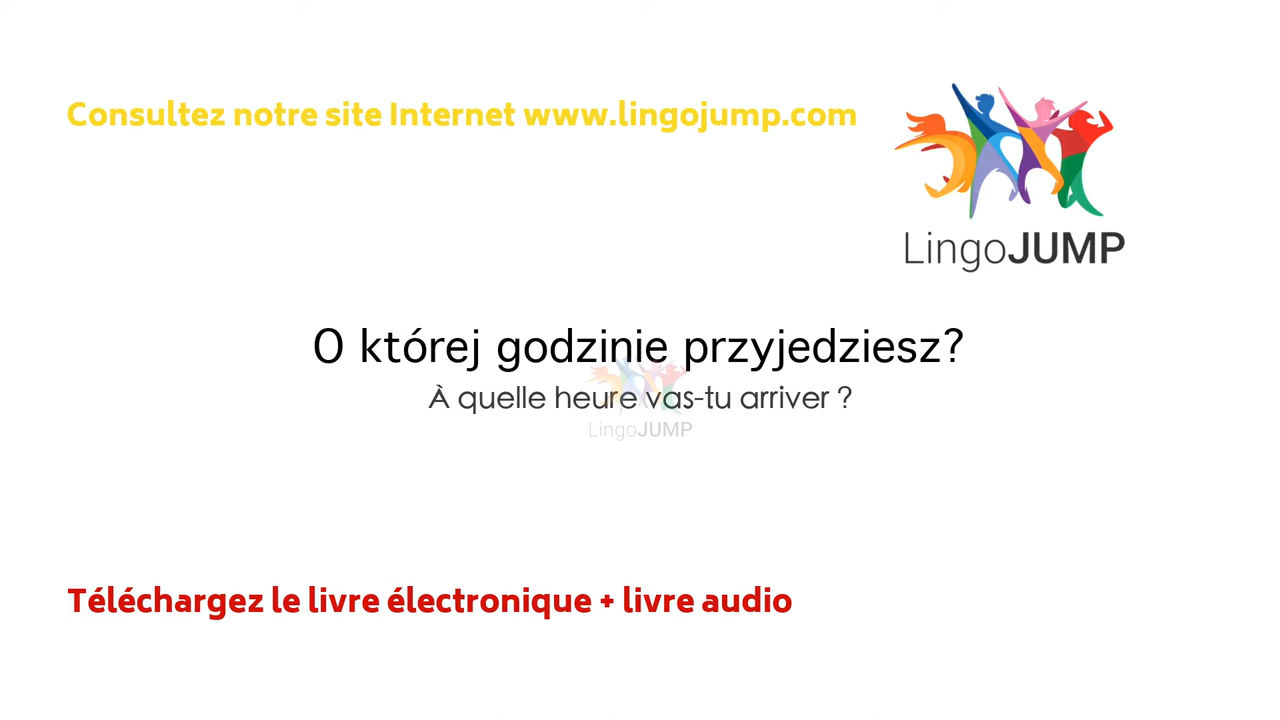 Consultez notre site Internet www.lingojump.com
LingoJUMP
O której godzinie przyjedziesz?
À quelle heure vas-tu arriver ?
LingoJUMP
Téléchargez le livre électronique + livre audio